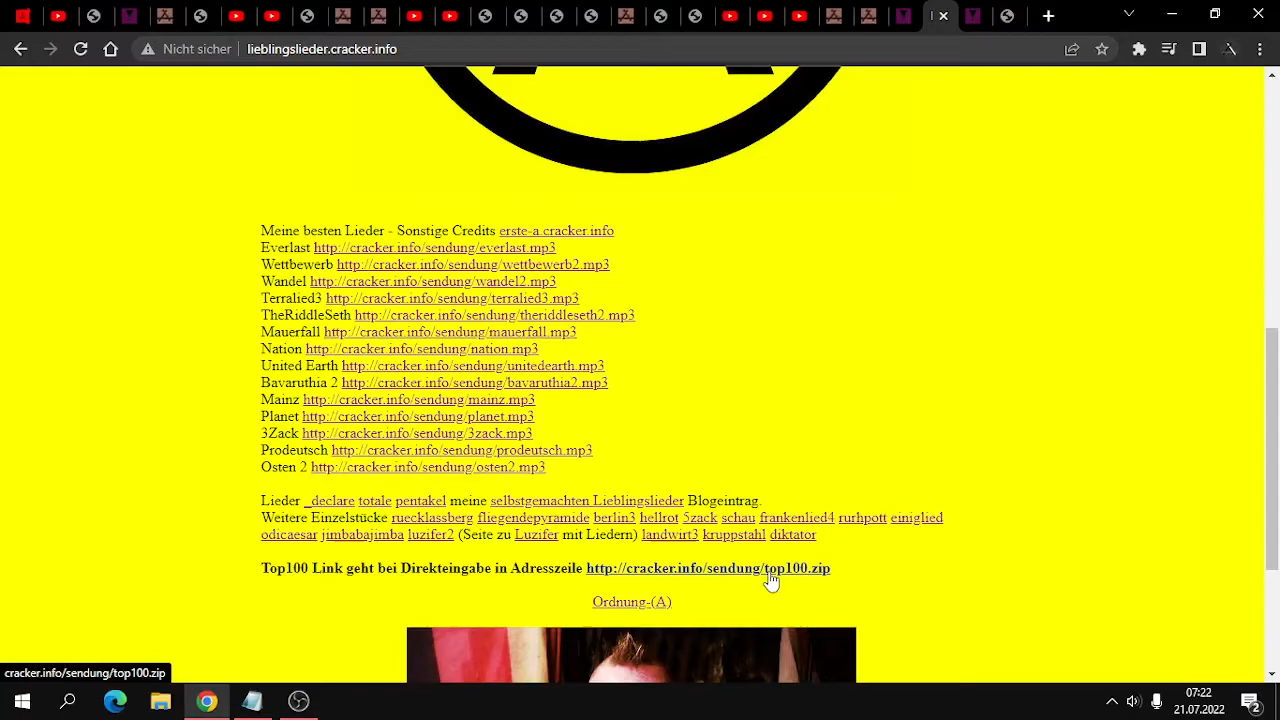 Nicht sicher
lieblingslieder.cracker.info
Meine besten Lieder - Sonstige Credits erste-a.cracker.info
Everlast http://cracker.info/sendung/everlast.mp3
Wettbewerb http://cracker.info/sendung/wettbewerb2.mp3
Wandel http://cracker.info/sendung/wandel2.mp3
Terralied3 http://cracker.info/sendung/terralied3.mp3
TheRiddleSeth http://cracker.info/sendung/theriddleseth2.mp3
Mauerfall http://cracker.info/sendung/mauerfall.mp3
Nation http://cracker.info/sendung/nation.mp3
United Earth http://cracker.info/sendung/unitedearth.mp3
Bavaruthia 2 http://cracker.info/sendung/bavaruthia2.mp3
Mainz http://cracker.info/sendung/mainz.mp3
Planet http://cracker.info/sendung/planet.mp3
3Zack http://cracker.info/sendung/3zack.mp3
Prodeutsch http://cracker.info/sendung/prodeutsch.mp3
Osten 2 http://cracker.info/sendung/osten2.mp3
Lieder _declare totale pentakel meine selbstgemachten Lieblingslieder Blogeintrag.
Weitere Einzelstücke ruecklassberg fliegendepyramide berlin3 hellrot 5zack schau frankenlied4 rurhpott einiglied
odicaesar jimbabajimba luzifer2 (Seite zu Luzifer mit Liedern) landwirt3 kruppstahl diktator
Top100 Link geht bei Direkteingabe in Adresszeile http://cracker.info/sendung/top100.zip
Ordnung-(A)
cracker.info/sendung/top100.zip
07:22
21.07.2022
2